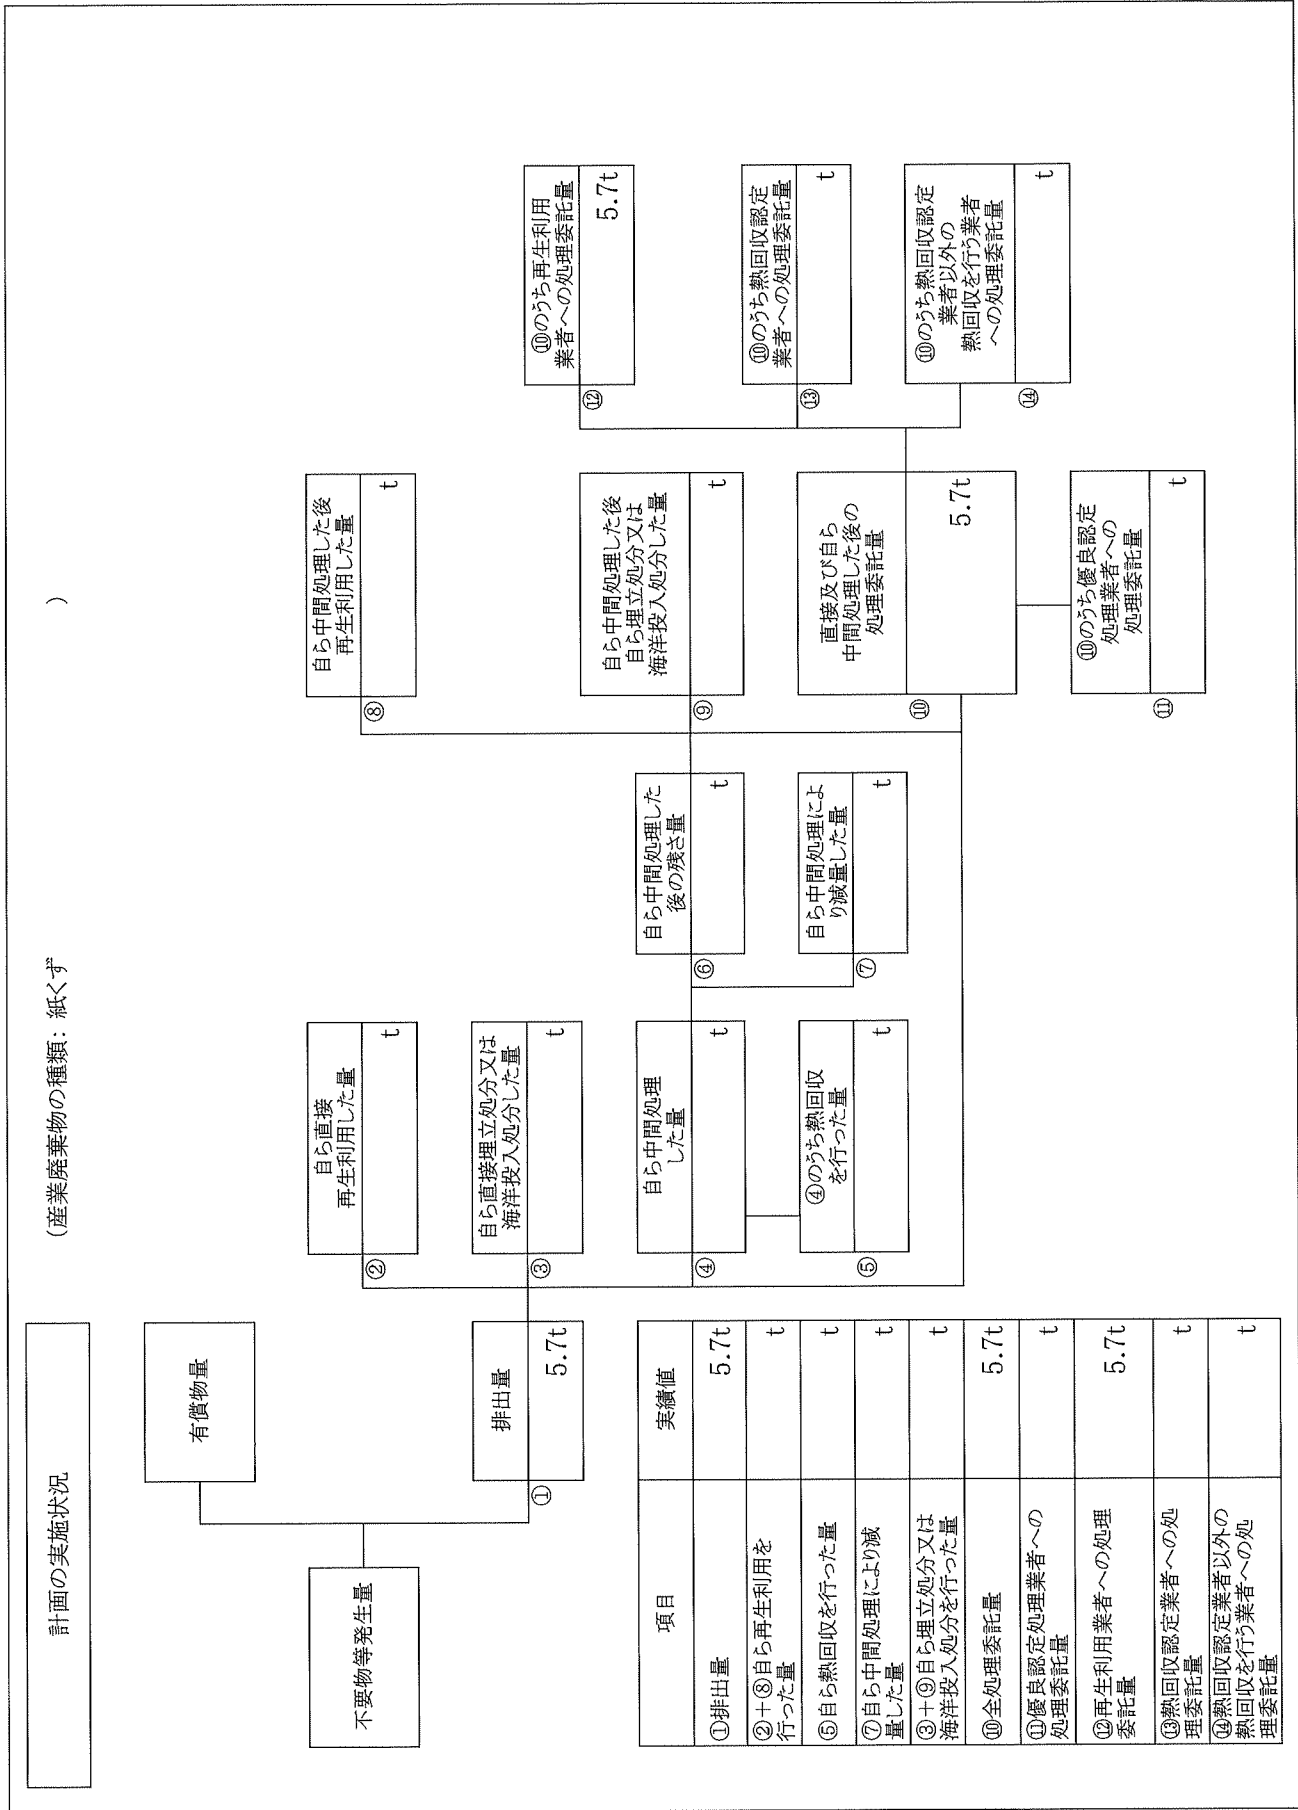 計画の実施状況
(産業廃棄物の種類: 紙くず )
不要物等発生量
有償物量
①
排出量
5.7t
②
自ら直接
再生利用した量
t
③
自ら直接埋立処分又は
海洋投入処分した量
t
④
自ら中間処理
した量
t
⑤
④のうち熱回収
を行った量
t
⑥
自ら中間処理した
後の残さ量
t
⑦
自ら中間処理によ
り減量した量
t
⑧
自ら中間処理した後
再生利用した量
t
⑨
自ら中間処理した後
自ら埋立処分又は
海洋投入処分した量
t
⑩
直接及び自ら
中間処理した後の
処理委託量
5.7t
⑪
⑩のうち優良認定
処理業者への
処理委託量
t
⑫
⑩のうち再生利用
業者への処理委託量
5.7t
⑬
⑩のうち熱回収認定
業者への処理委託量
t
⑭
⑩のうち熱回収認定
業者以外の
熱回収を行う業者
への処理委託量
t
項目 実績値
①排出量 5.7t
②+⑧自ら再生利用を
行った量 t
⑤自ら熱回収を行った量 t
⑦自ら中間処理により減
量した量 t
③+⑨自ら埋立処分又は
海洋投入処分を行った量 t
⑩全処理委託量 5.7t
⑪優良認定処理業者への
処理委託量 t
⑫再生利用業者への処理
委託量 5.7t
⑬熱回収認定業者への処
理委託量 t
⑭熱回収認定業者以外の
熱回収を行う業者への処
理委託量 t